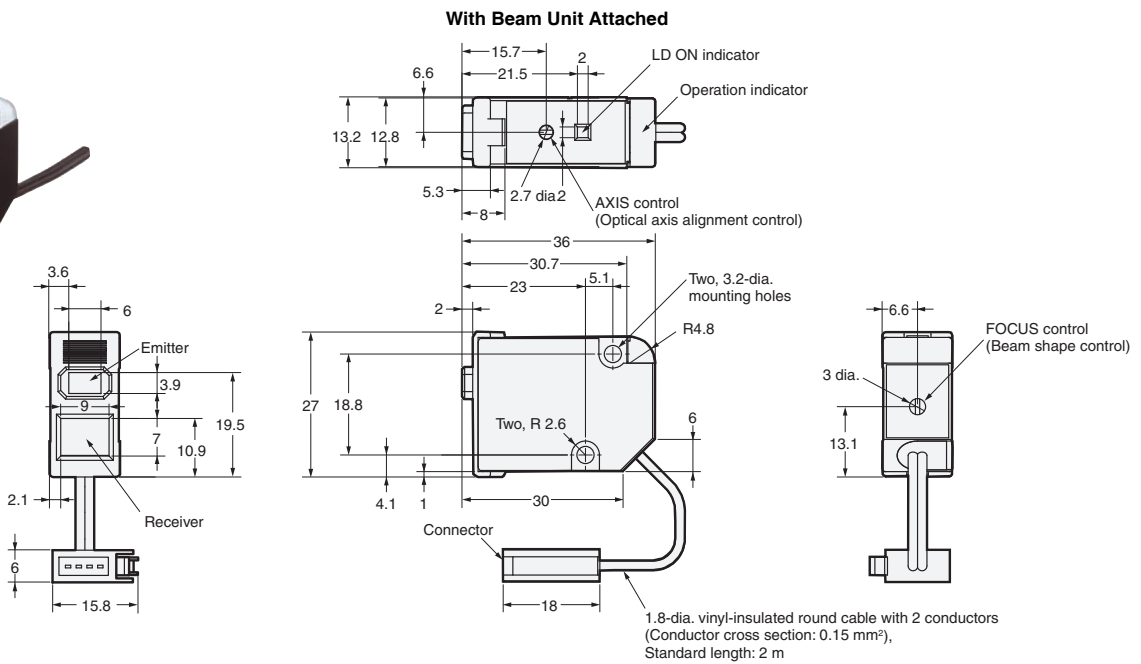 With Beam Unit Attached
15.7
2
LD ON indicator
6.6
21.5
Operation indicator
13.2 12.8
5.3
2.7 dia.
2
AXIS control
8
(Optical axis alignment control)
36
30.7
3.6
5.1
Two, 3.2-dia.
23
mounting holes
6
2
6.6
R4.8
FOCUS control
(Beam shape control)
Emitter
3.9
3 dia.
9
27
18.8
19.5
Two, R 2.6
6
7
10.9
13.1
2.1
4.1
1
30
Receiver
Connector
6
15.8
18
1.8-dia. vinyl-insulated round cable with 2 conductors
(Conductor cross section: 0.15 mm²),
Standard length: 2 m